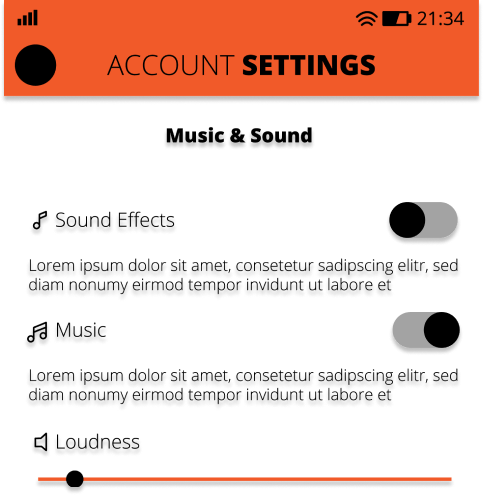 21:34
ACCOUNT SETTINGS
Music & Sound
Sound Effects
Lorem ipsum dolor sit amet, consetetur sadipscing elitr, sed
diam nonumy eirmod tempor invidunt ut labore et
Music
Lorem ipsum dolor sit amet, consetetur sadipscing elitr, sed
diam nonumy eirmod tempor invidunt ut labore et
Loudness